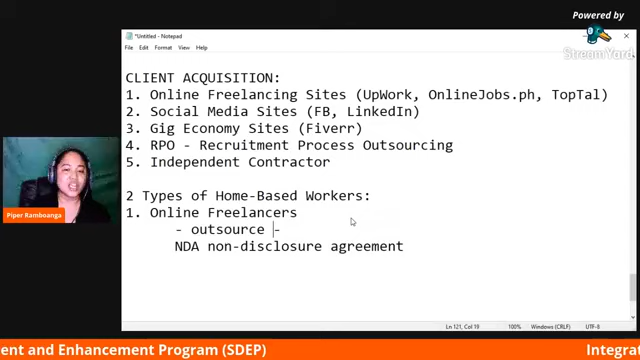 Powered by
StreamYard
*Untitled - Notepad
File Edit Format View Help
CLIENT ACQUISITION:
1. Online Freelancing Sites (UpWork, OnlineJobs.ph, TopTal)
2. Social Media Sites (FB, LinkedIn)
3. Gig Economy Sites (Fiverr)
4. RPO - Recruitment Process Outsourcing
5. Independent Contractor
2 Types of Home-Based Workers:
1. Online Freelancers
- outsource -
NDA non-disclosure agreement
Piper Ramboanga
Ln 121, Col 19 100% Windows (CRLF) UTF-8
ent and Enhancement Program (SDEP) Integrat